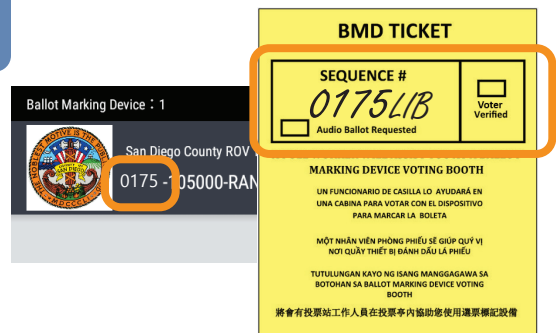 Ballot Marking Device : 1
San Diego County ROV
0175 -105000-RAN
BMD TICKET
SEQUENCE #
0175LIB
Audio Ballot Requested
Voter
Verified
MARKING DEVICE VOTING BOOTH
UN FUNCIONARIO DE CASILLA LO AYUDARÁ EN
UNA CABINA PARA VOTAR CON EL DISPOSITIVO
PARA MARCAR LA BOLETA
MỘT NHÂN VIÊN PHÒNG PHIẾU SẼ GIÚP QUÝ VỊ
NƠI QUẦY THIẾT BỊ ĐÁNH DẤU LÁ PHIẾU
TUTULUNGAN KAYO NG ISANG MANGGAGAWA SA
BOTOHAN SA BALLOT MARKING DEVICE VOTING
BOOTH
將會有投票站工作人員在投票亭內協助您使用選票標記設備